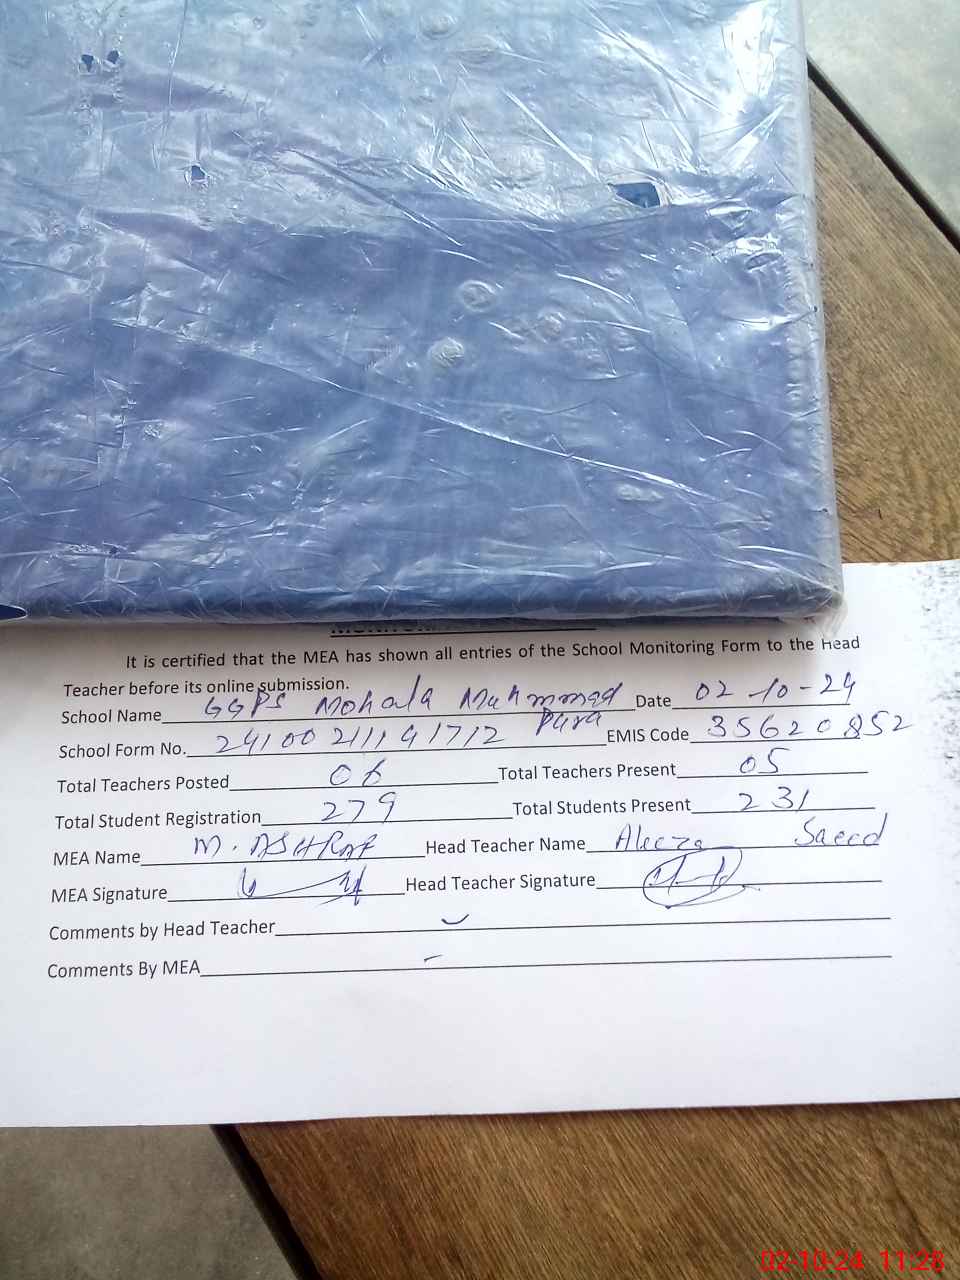 It is certified that the MEA has shown all entries of the School Monitoring Form to the Head
Teacher before its online submission.
School Name GGPS Mohala Muhmmad Pura Date 02-10-24
School Form No. 24100211141712 EMIS Code 35620852
Total Teachers Posted 06 Total Teachers Present 05
Total Student Registration 279 Total Students Present 231
MEA Name M. ASHRAF Head Teacher Name Aleeza Saeed
MEA Signature Head Teacher Signature
Comments by Head Teacher
Comments By MEA -
02-10-24 11:28